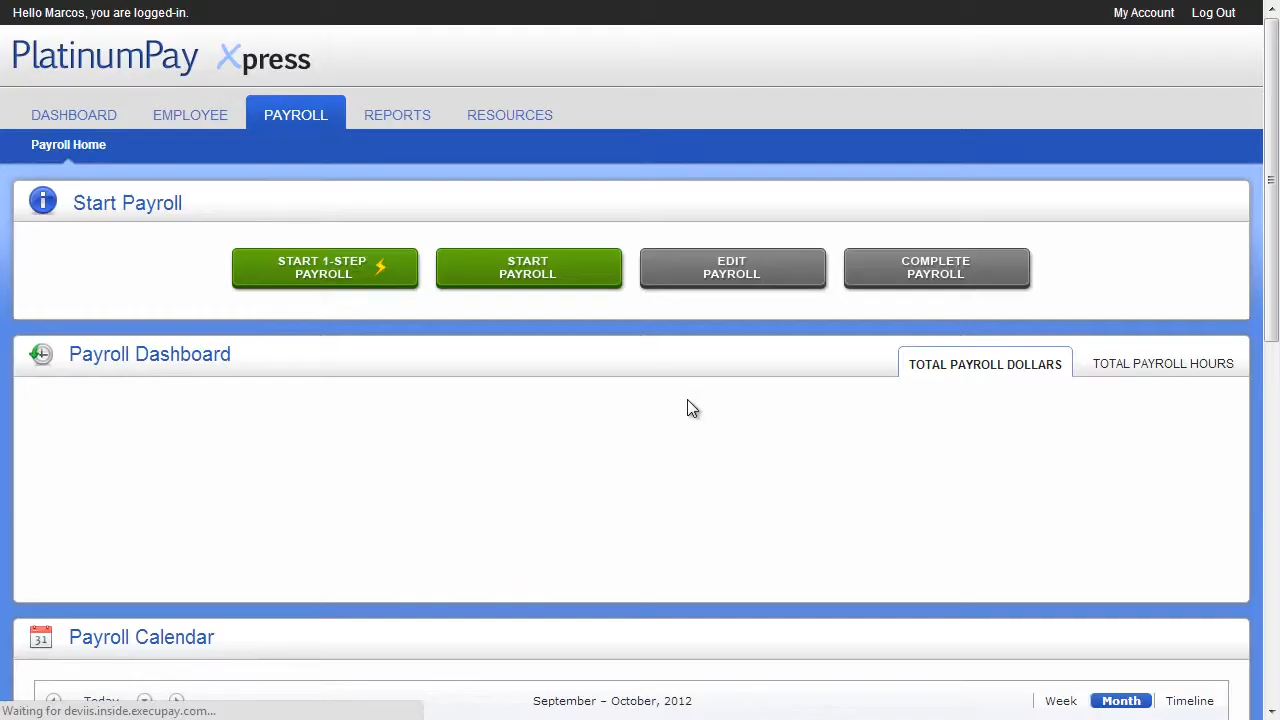 Hello Marcos, you are logged-in.
My Account Log Out
PlatinumPay Xpress
DASHBOARD EMPLOYEE PAYROLL REPORTS RESOURCES
Payroll Home
Start Payroll
START 1-STEP
PAYROLL
START
PAYROLL
EDIT
PAYROLL
COMPLETE
PAYROLL
Payroll Dashboard
TOTAL PAYROLL DOLLARS TOTAL PAYROLL HOURS
31
Payroll Calendar
Today September – October, 2012 Week Month Timeline
Waiting for deviis.inside.execupay.com...